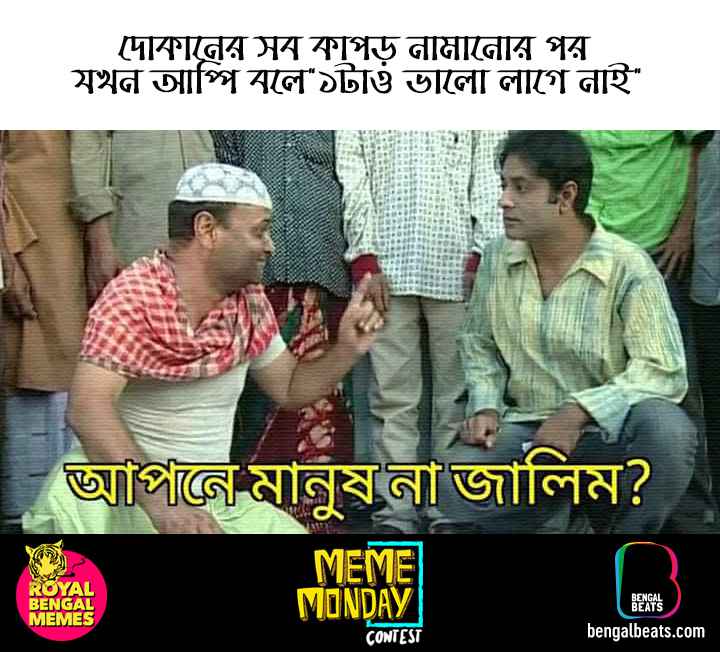 দোকানের সব কাপড় নামানোর পর
যখন আপ্পি বলে"১টাও ভালো লাগে নাই"
আপনে মানুষ না জালিম?
ROYAL
BENGAL
MEMES
MEME
MONDAY
CONTEST
BENGAL
BEATS
bengalbeats.com